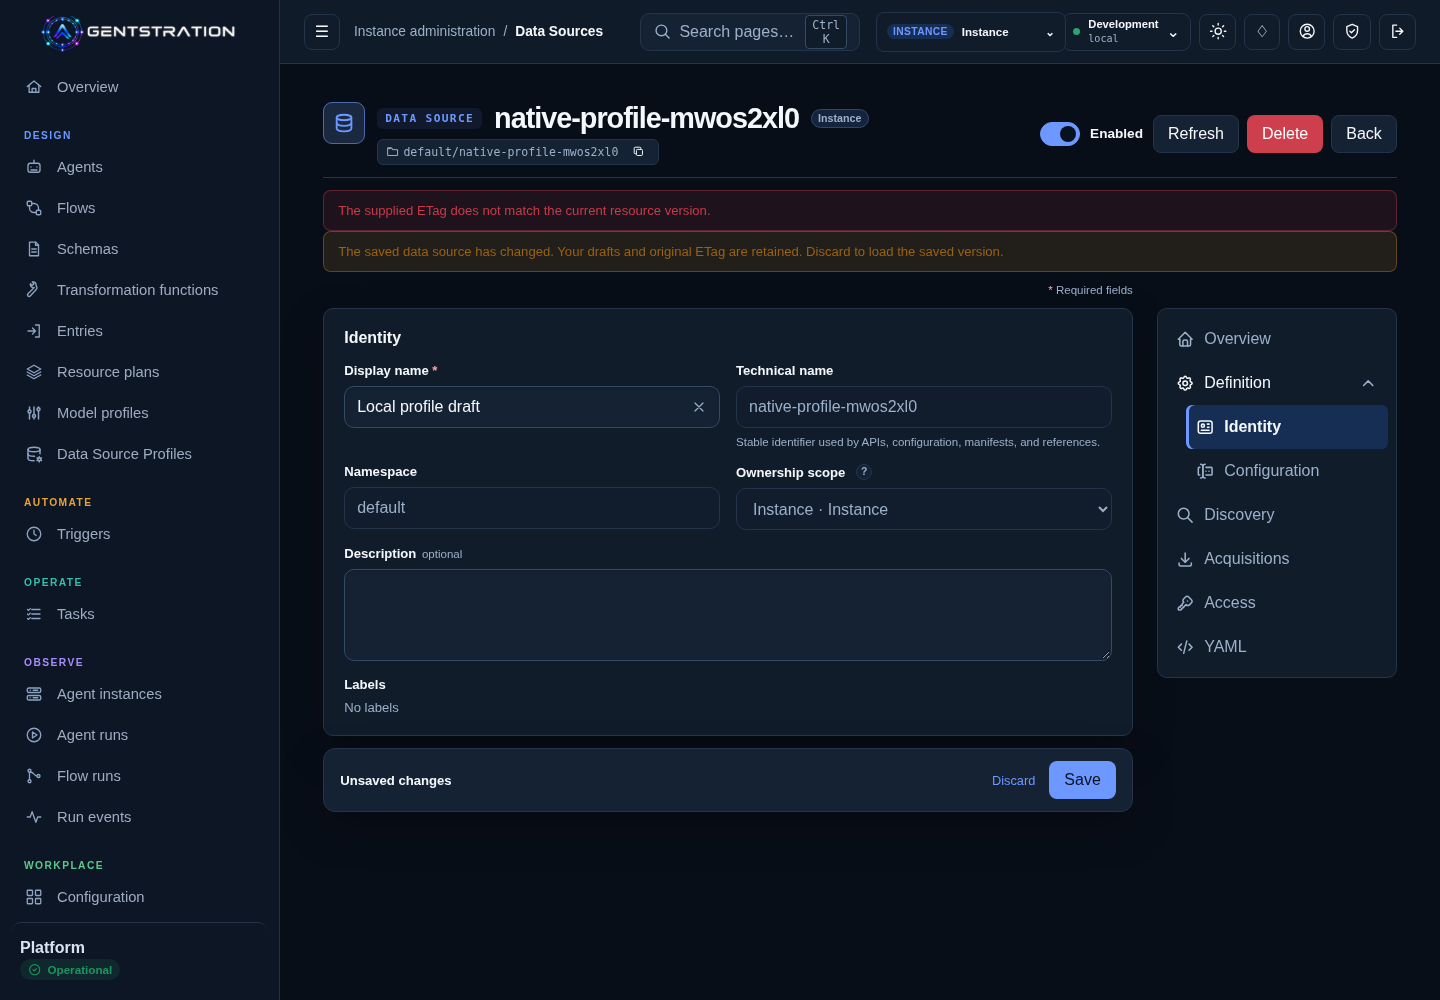 GENTSTRATION
Overview
DESIGN
Agents
Flows
Schemas
Transformation functions
Entries
Resource plans
Model profiles
Data Source Profiles
AUTOMATE
Triggers
OPERATE
Tasks
OBSERVE
Agent instances
Agent runs
Flow runs
Run events
WORKPLACE
Configuration
Platform
Operational
Instance administration / Data Sources
Search pages…
Ctrl
K
INSTANCE Instance
Development
local
DATA SOURCE native-profile-mwos2xl0 Instance
default/native-profile-mwos2xl0
Enabled
Refresh
Delete
Back
The supplied ETag does not match the current resource version.
The saved data source has changed. Your drafts and original ETag are retained. Discard to load the saved version.
* Required fields
Identity
Display name *
Local profile draft
Technical name
native-profile-mwos2xl0
Stable identifier used by APIs, configuration, manifests, and references.
Namespace
default
Ownership scope ?
Instance · Instance
Description optional
Labels
No labels
Unsaved changes
Discard
Save
Overview
Definition
Identity
Configuration
Discovery
Acquisitions
Access
YAML